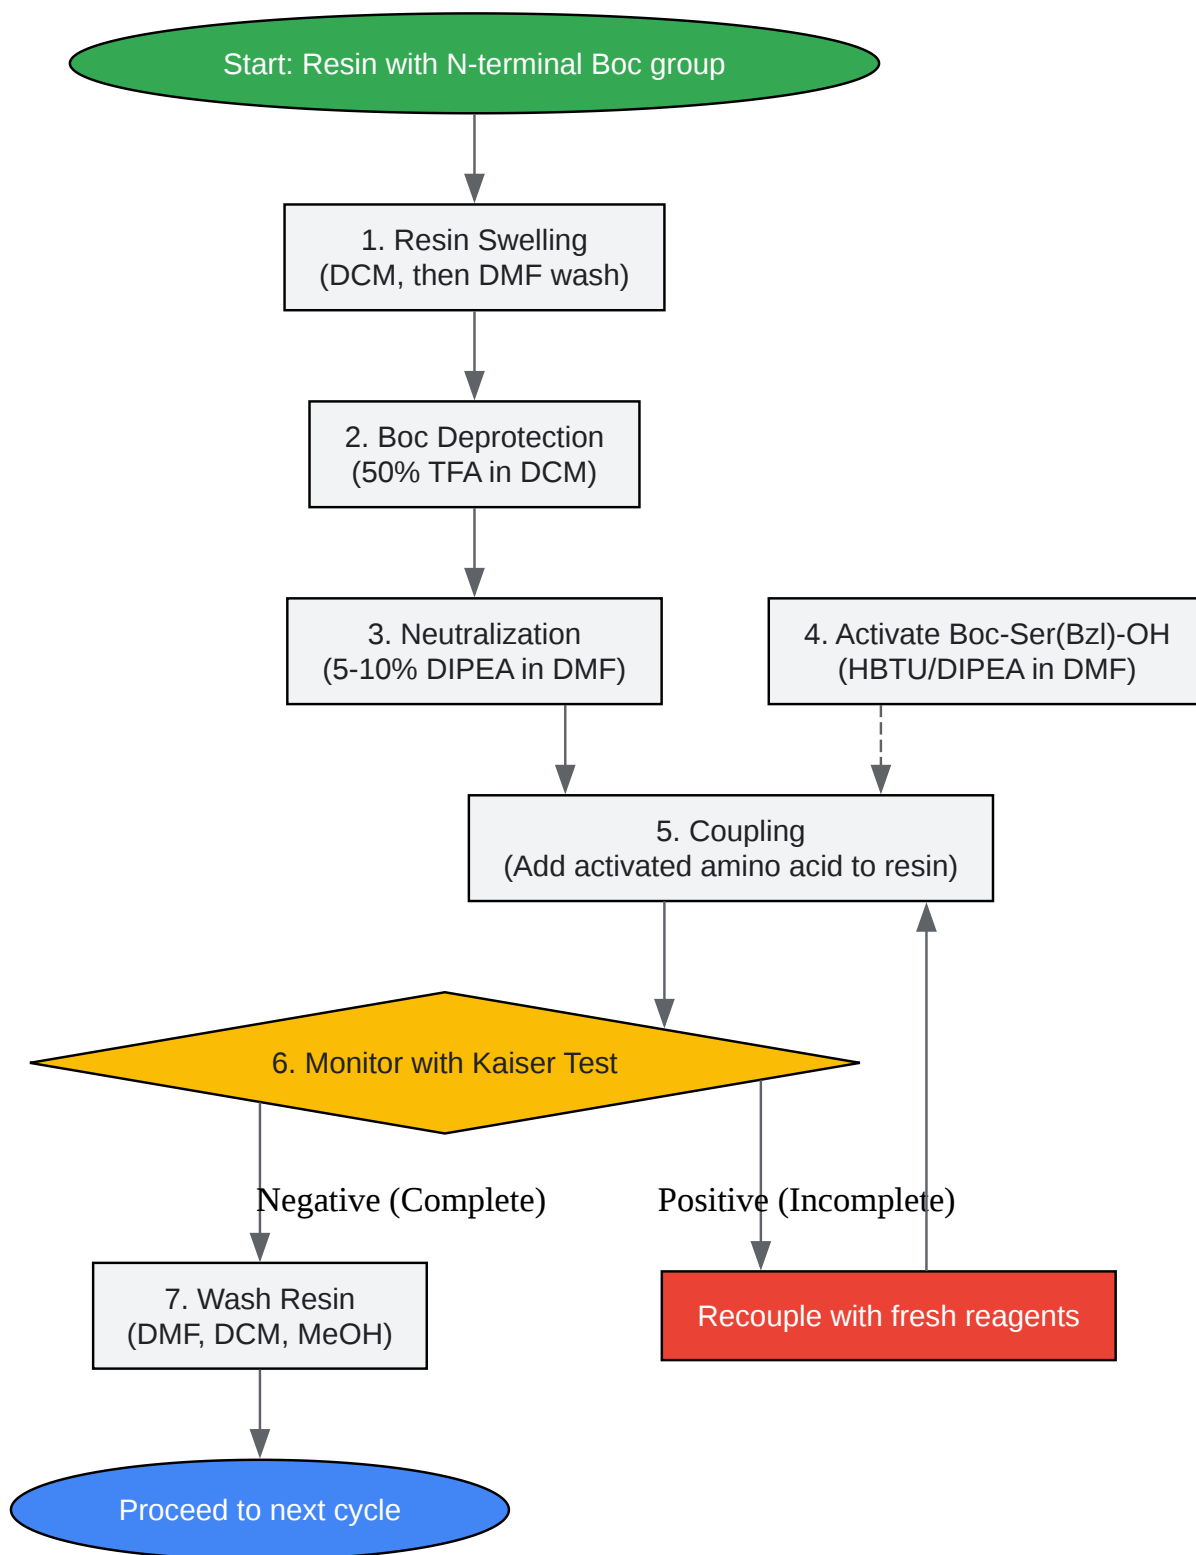 Start: Resin with N-terminal Boc group
1. Resin Swelling
(DCM, then DMF wash)
2. Boc Deprotection
(50% TFA in DCM)
3. Neutralization
(5-10% DIPEA in DMF)
4. Activate Boc-Ser(Bzl)-OH
(HBTU/DIPEA in DMF)
5. Coupling
(Add activated amino acid to resin)
6. Monitor with Kaiser Test
Negative (Complete)
Positive (Incomplete)
7. Wash Resin
(DMF, DCM, MeOH)
Recouple with fresh reagents
Proceed to next cycle